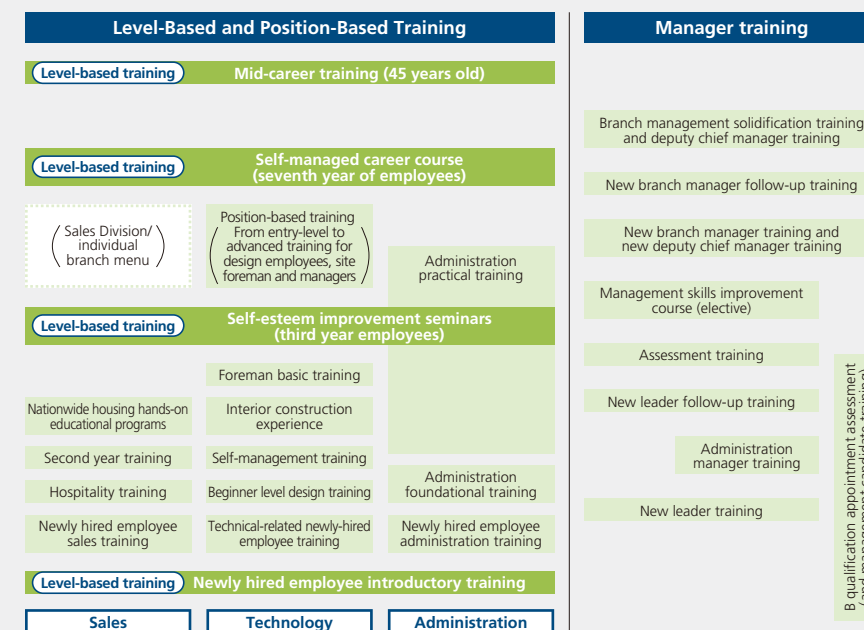 Level-Based and Position-Based Training
Level-based training
Mid-career training (45 years old)
Level-based training
Self-managed career course
(seventh year of employees)
Sales Division/
individual
branch menu
Position-based training
From entry-level to
advanced training for
design employees, site
foreman and managers
Administration
practical training
Level-based training
Self-esteem improvement seminars
(third year employees)
Foreman basic training
Nationwide housing hands-on
educational programs
Interior construction
experience
Second year training
Self-management training
Hospitality training
Beginner level design training
Administration
foundational training
Newly hired employee
sales training
Technical-related newly-hired
employee training
Newly hired employee
administration training
Level-based training
Newly hired employee introductory training
Sales
Technology
Administration
Manager training
Branch management solidification training
and deputy chief manager training
New branch manager follow-up training
New branch manager training and
new deputy chief manager training
Management skills improvement
course (elective)
Assessment training
New leader follow-up training
Administration
manager training
New leader training
B qualification appointment assessment
(and management candidate training)